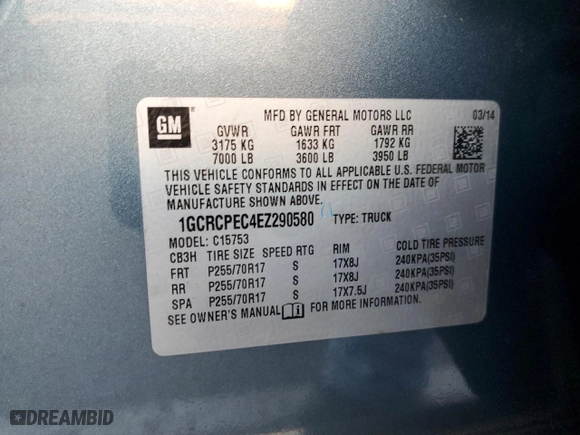 GM
MFD BY GENERAL MOTORS LLC 03/14
GVWR GAWR FRT GAWR RR
3175 KG 1633 KG 1792 KG
7000 LB 3600 LB 3950 LB
THIS VEHICLE CONFORMS TO ALL APPLICABLE U.S. FEDERAL MOTOR
VEHICLE SAFETY STANDARDS IN EFFECT ON THE DATE OF
MANUFACTURE SHOWN ABOVE.
1GCRCPEC4EZ290580 TYPE: TRUCK
MODEL: C15753
CB3H TIRE SIZE SPEED RTG RIM COLD TIRE PRESSURE
FRT P255/70R17 S 17X8J 240KPA(35PSI)
RR P255/70R17 S 17X8J 240KPA(35PSI)
SPA P255/70R17 S 17X7.5J 240KPA(35PSI)
SEE OWNER'S MANUAL FOR MORE INFORMATION.
DREAMBID